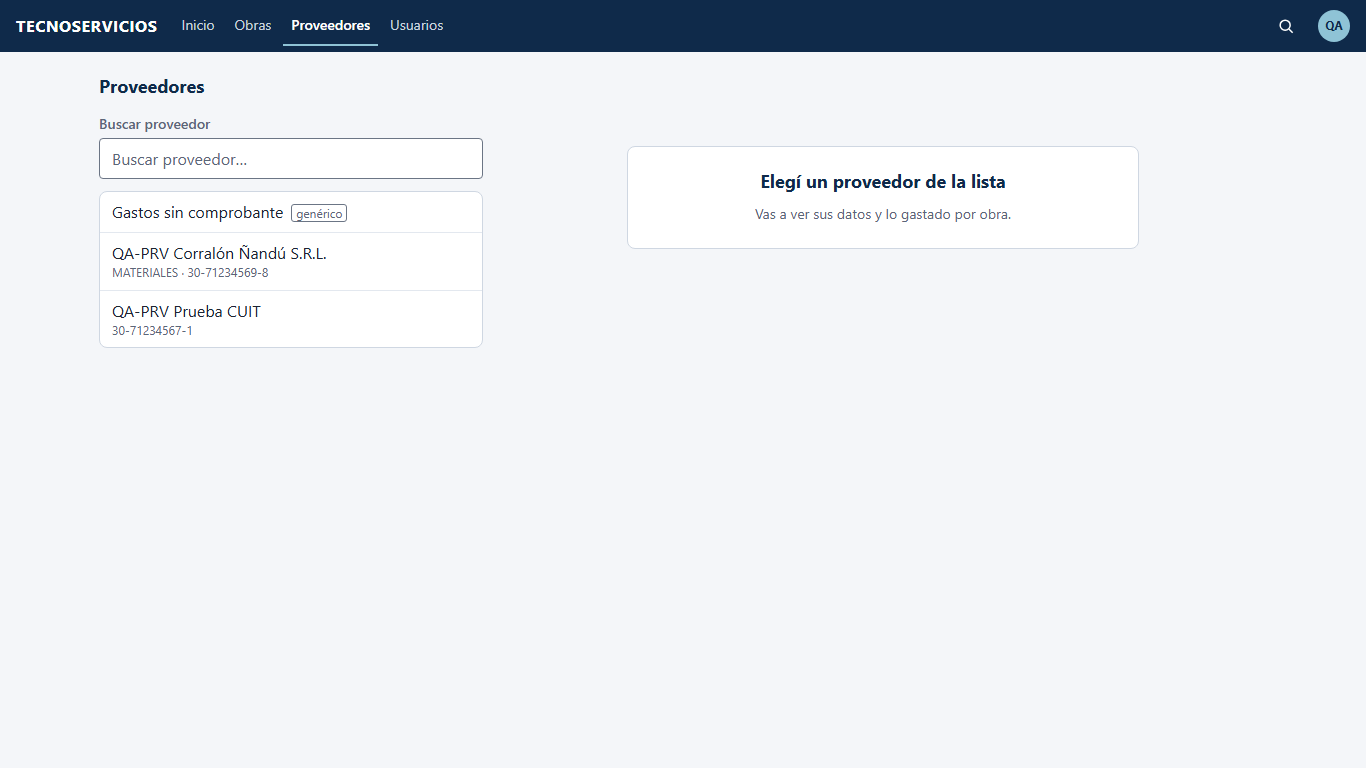 TECNOSERVICIOS Inicio Obras Proveedores Usuarios QA
Proveedores
Buscar proveedor
Buscar proveedor...
Gastos sin comprobante genérico
QA-PRV Corralón Ñandú S.R.L.
MATERIALES · 30-71234569-8
QA-PRV Prueba CUIT
30-71234567-1
Elegí un proveedor de la lista
Vas a ver sus datos y lo gastado por obra.